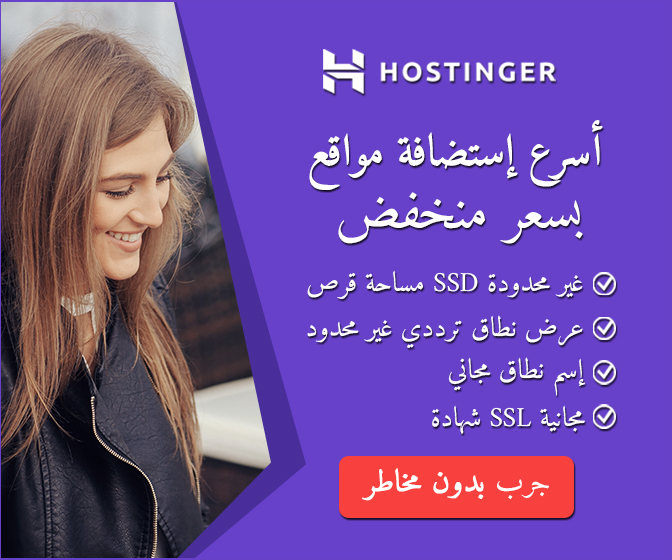 HOSTINGER
أسرع إستضافة مواقع
بسعر منخفض
غير محدودة SSD مساحة قرص
عرض نطاق ترددي غير محدود
إسم نطاق مجاني
مجانية SSL شهادة
جرب بدون مخاطر